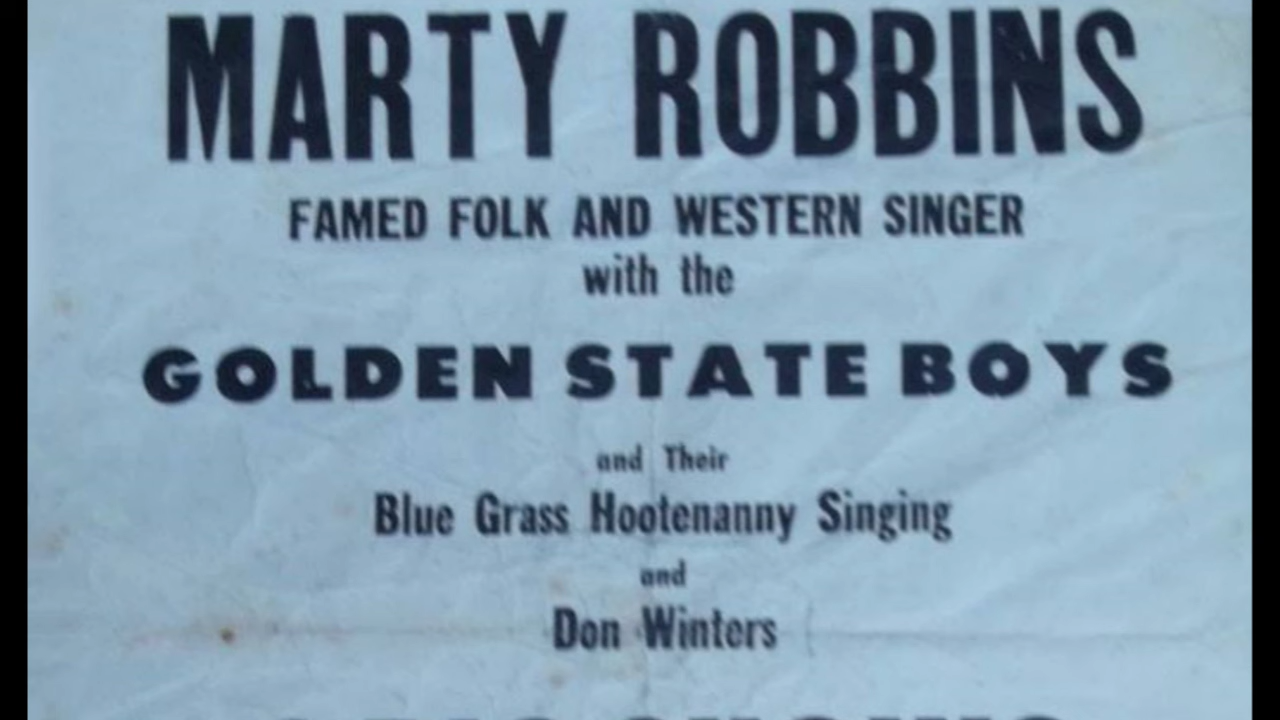 MARTY ROBBINS
FAMED FOLK AND WESTERN SINGER
with the
GOLDEN STATE BOYS
and Their
Blue Grass Hootenanny Singing
and
Don Winters